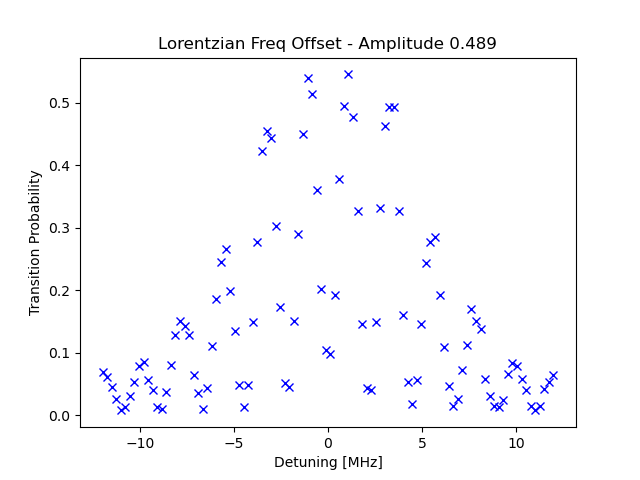 Lorentzian Freq Offset - Amplitude 0.489
Transition Probability
0.5
0.4
0.3
0.2
0.1
0.0
−10 −5 0 5 10
Detuning [MHz]